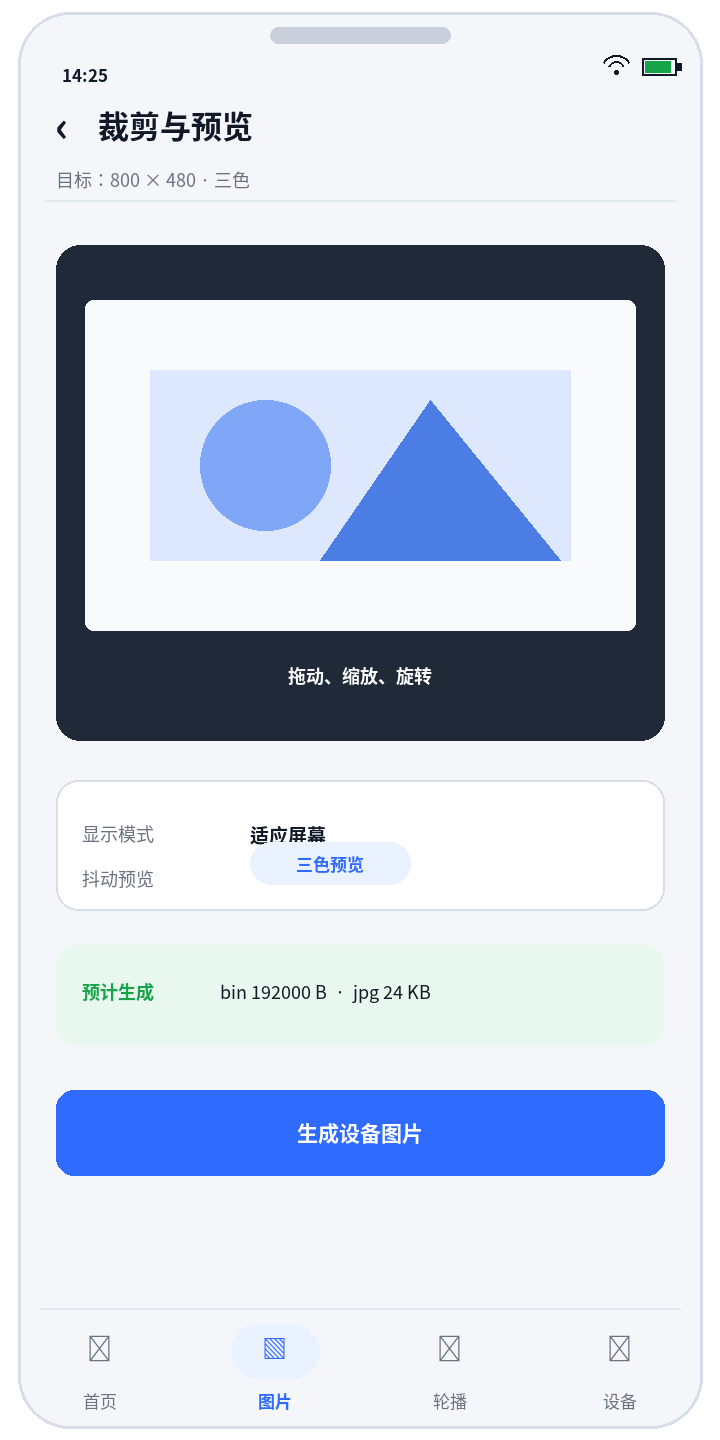 14:25
‹ 裁剪与预览
目标：800 × 480 · 三色
拖动、缩放、旋转
显示模式 适应屏幕
抖动预览 三色预览
预计生成 bin 192000 B · jpg 24 KB
生成设备图片
首页 图片 轮播 设备